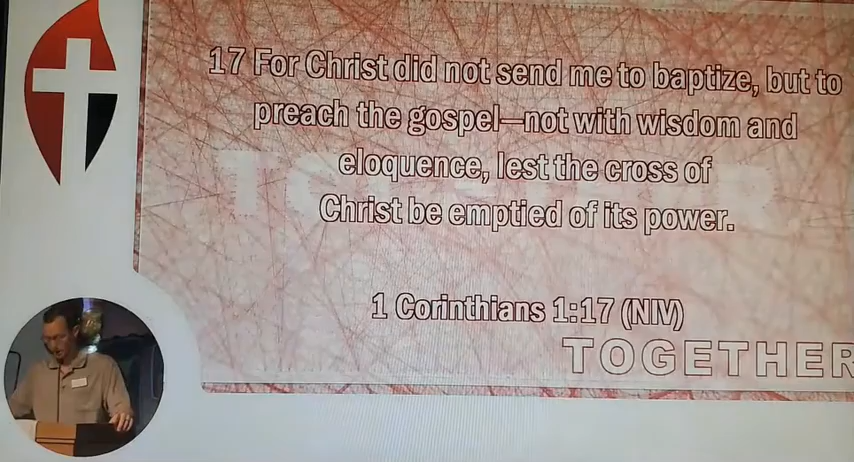 17 For Christ did not send me to baptize, but to
preach the gospel—not with wisdom and
eloquence, lest the cross of
Christ be emptied of its power.
1 Corinthians 1:17 (NIV)
TOGETHER